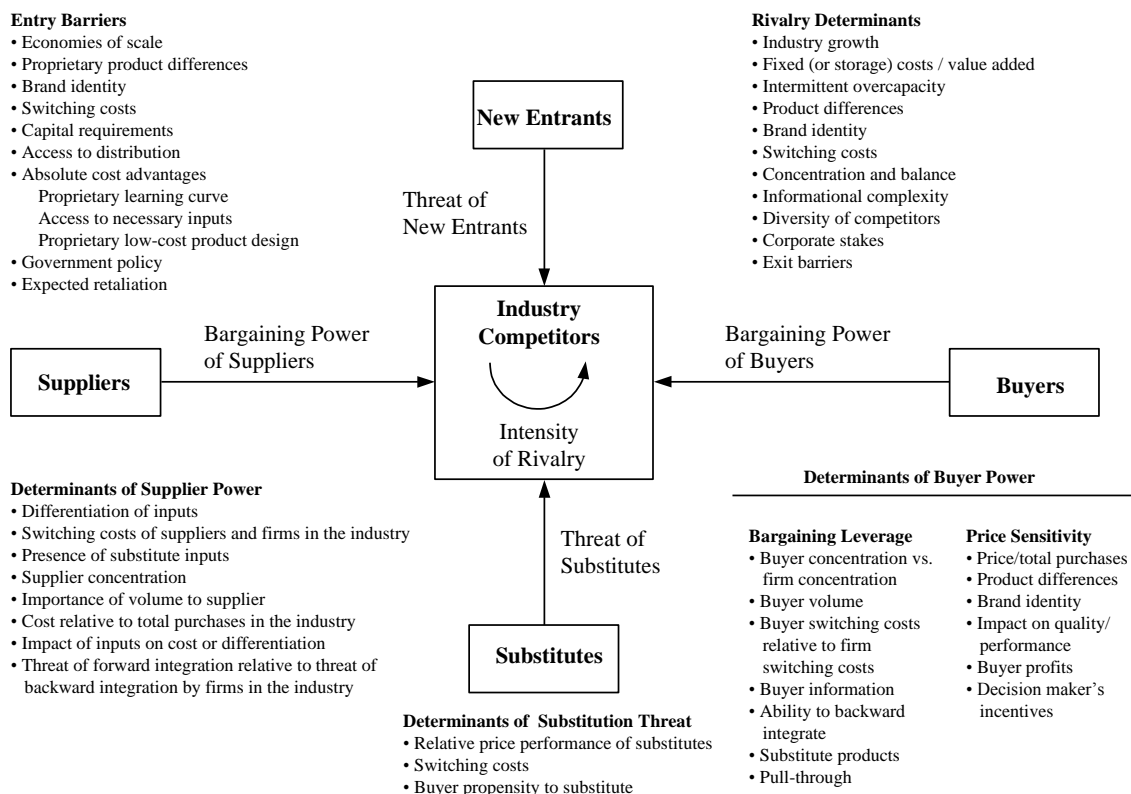 Entry Barriers
• Economies of scale
• Proprietary product differences
• Brand identity
• Switching costs
• Capital requirements
• Access to distribution
• Absolute cost advantages
Proprietary learning curve
Access to necessary inputs
Proprietary low-cost product design
• Government policy
• Expected retaliation
Rivalry Determinants
• Industry growth
• Fixed (or storage) costs / value added
• Intermittent overcapacity
• Product differences
• Brand identity
• Switching costs
• Concentration and balance
• Informational complexity
• Diversity of competitors
• Corporate stakes
• Exit barriers
New Entrants
Threat of
New Entrants
Industry
Competitors
Intensity
of Rivalry
Bargaining Power
of Suppliers
Suppliers
Bargaining Power
of Buyers
Buyers
Threat of
Substitutes
Substitutes
Determinants of Supplier Power
• Differentiation of inputs
• Switching costs of suppliers and firms in the industry
• Presence of substitute inputs
• Supplier concentration
• Importance of volume to supplier
• Cost relative to total purchases in the industry
• Impact of inputs on cost or differentiation
• Threat of forward integration relative to threat of
backward integration by firms in the industry
Determinants of Substitution Threat
• Relative price performance of substitutes
• Switching costs
• Buyer propensity to substitute
Determinants of Buyer Power
Bargaining Leverage
• Buyer concentration vs.
firm concentration
• Buyer volume
• Buyer switching costs
relative to firm
switching costs
• Buyer information
• Ability to backward
integrate
• Substitute products
• Pull-through
Price Sensitivity
• Price/total purchases
• Product differences
• Brand identity
• Impact on quality/
performance
• Buyer profits
• Decision maker's
incentives